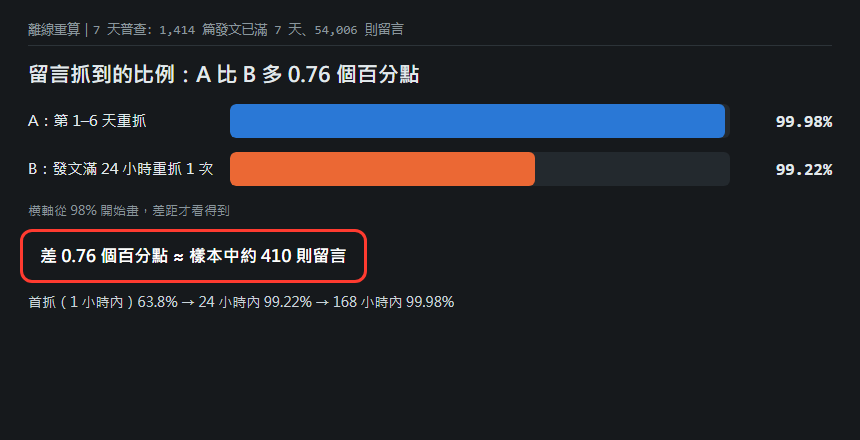 離線重算 | 7 天普查: 1,414 篇發文已滿 7 天、54,006 則留言
留言抓到的比例：A 比 B 多 0.76 個百分點
A：第 1–6 天重抓
99.98%
B：發文滿 24 小時重抓 1 次
99.22%
橫軸從 98% 開始畫，差距才看得到
差 0.76 個百分點 ≈ 樣本中約 410 則留言
首抓（1 小時內）63.8% → 24 小時內 99.22% → 168 小時內 99.98%